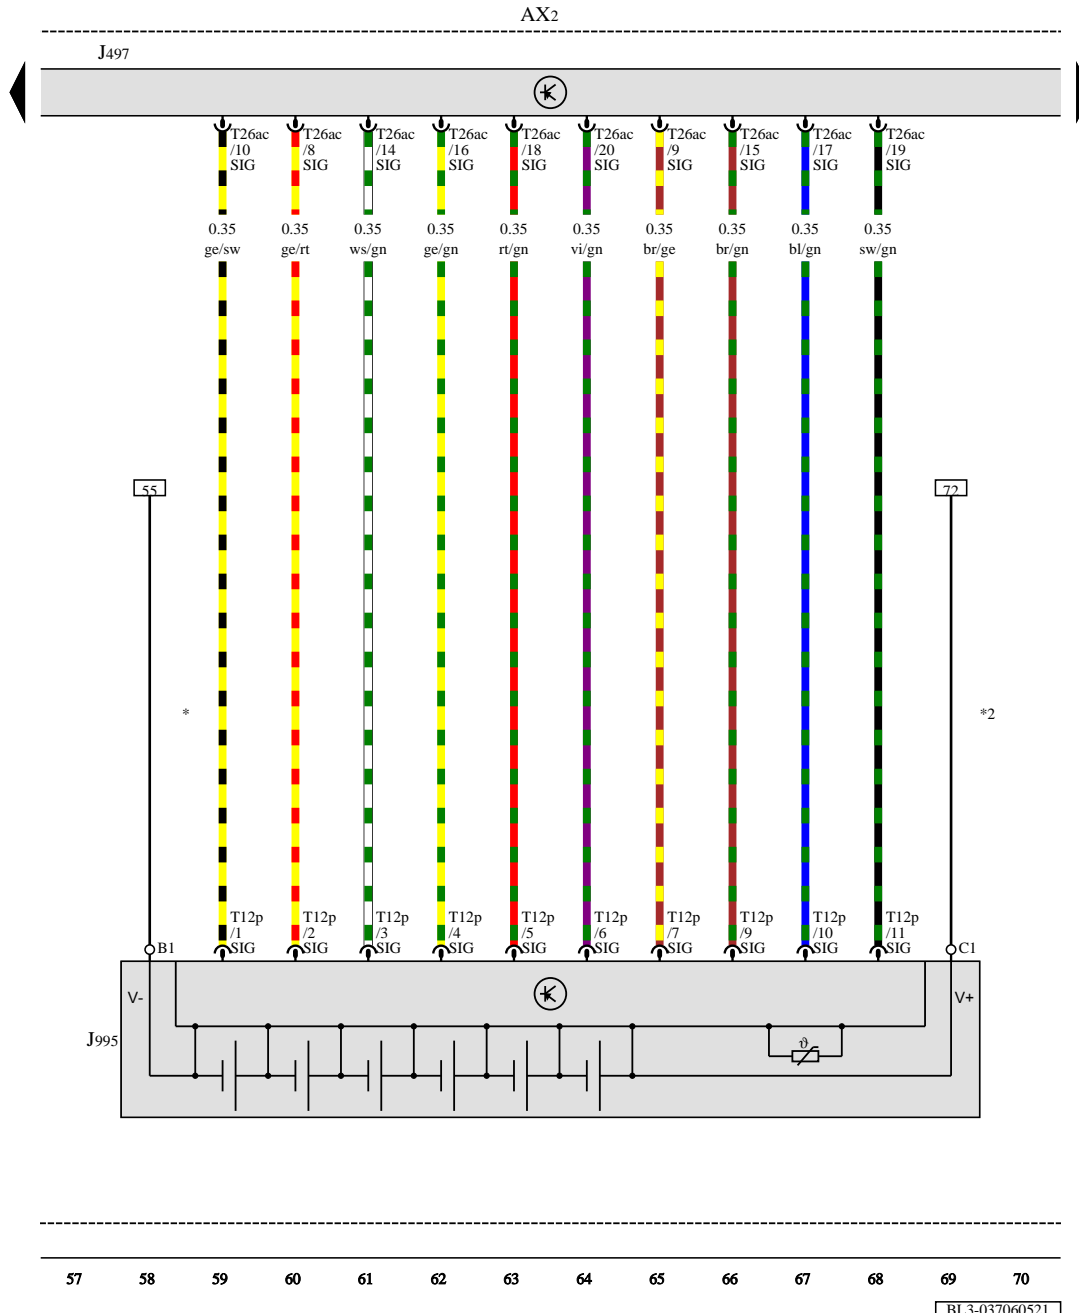 AX2
J497
T26ac T26ac T26ac T26ac T26ac T26ac T26ac T26ac T26ac T26ac
/10 /8 /14 /16 /18 /20 /9 /15 /17 /19
SIG SIG SIG SIG SIG SIG SIG SIG SIG SIG
0.35 0.35 0.35 0.35 0.35 0.35 0.35 0.35 0.35 0.35
ge/sw ge/rt ws/gn ge/gn rt/gn vi/gn br/ge br/gn bl/gn sw/gn
55 72
* *2
T12p T12p T12p T12p T12p T12p T12p T12p T12p T12p
/1 /2 /3 /4 /5 /6 /7 /9 /10 /11
B1 SIG SIG SIG SIG SIG SIG SIG SIG SIG SIG C1
V- V+
J995 ϑ
57 58 59 60 61 62 63 64 65 66 67 68 69 70
BL3-037060521